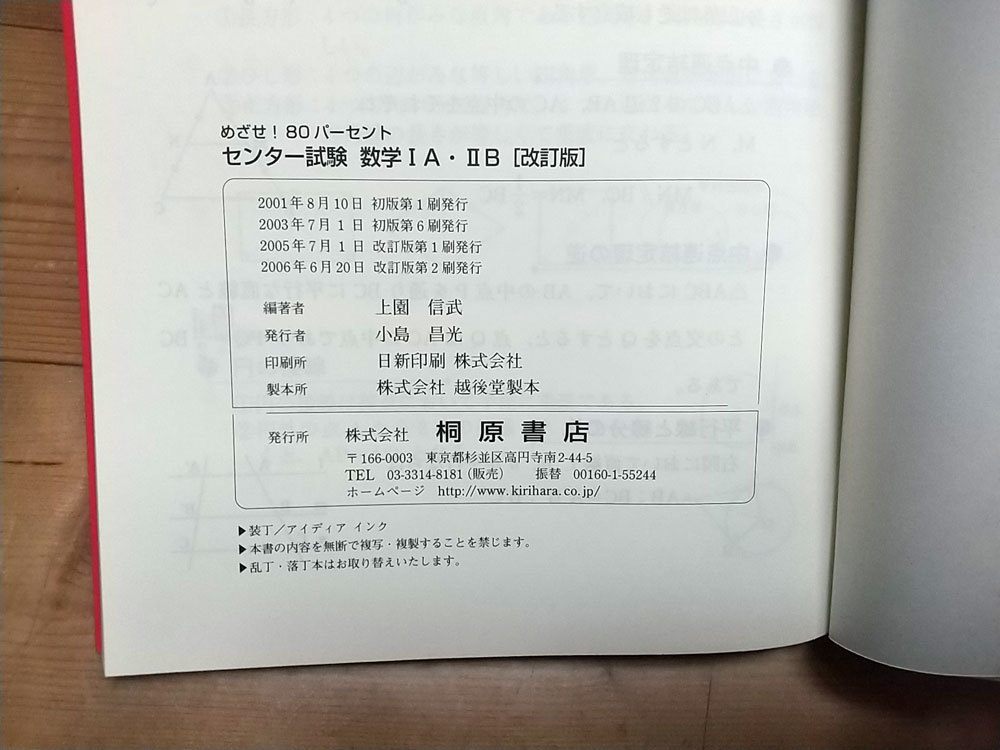 めざせ！80パーセント
センター試験 数学ⅠA・ⅡB［改訂版］
2001年8月10日 初版第1刷発行
2003年7月1日 初版第6刷発行
2005年7月1日 改訂版第1刷発行
2006年6月20日 改訂版第2刷発行
編著者 上園 信武
発行者 小島 昌光
印刷所 日新印刷 株式会社
製本所 株式会社 越後堂製本
発行所 株式会社 桐原書店
〒166-0003 東京都杉並区高円寺南2-44-5
TEL 03-3314-8181（販売） 振替 00160-1-55244
ホームページ http://www.kirihara.co.jp/
▶装丁／アイディア インク
▶本書の内容を無断で複写・複製することを禁じます。
▶乱丁・落丁本はお取り替えいたします。